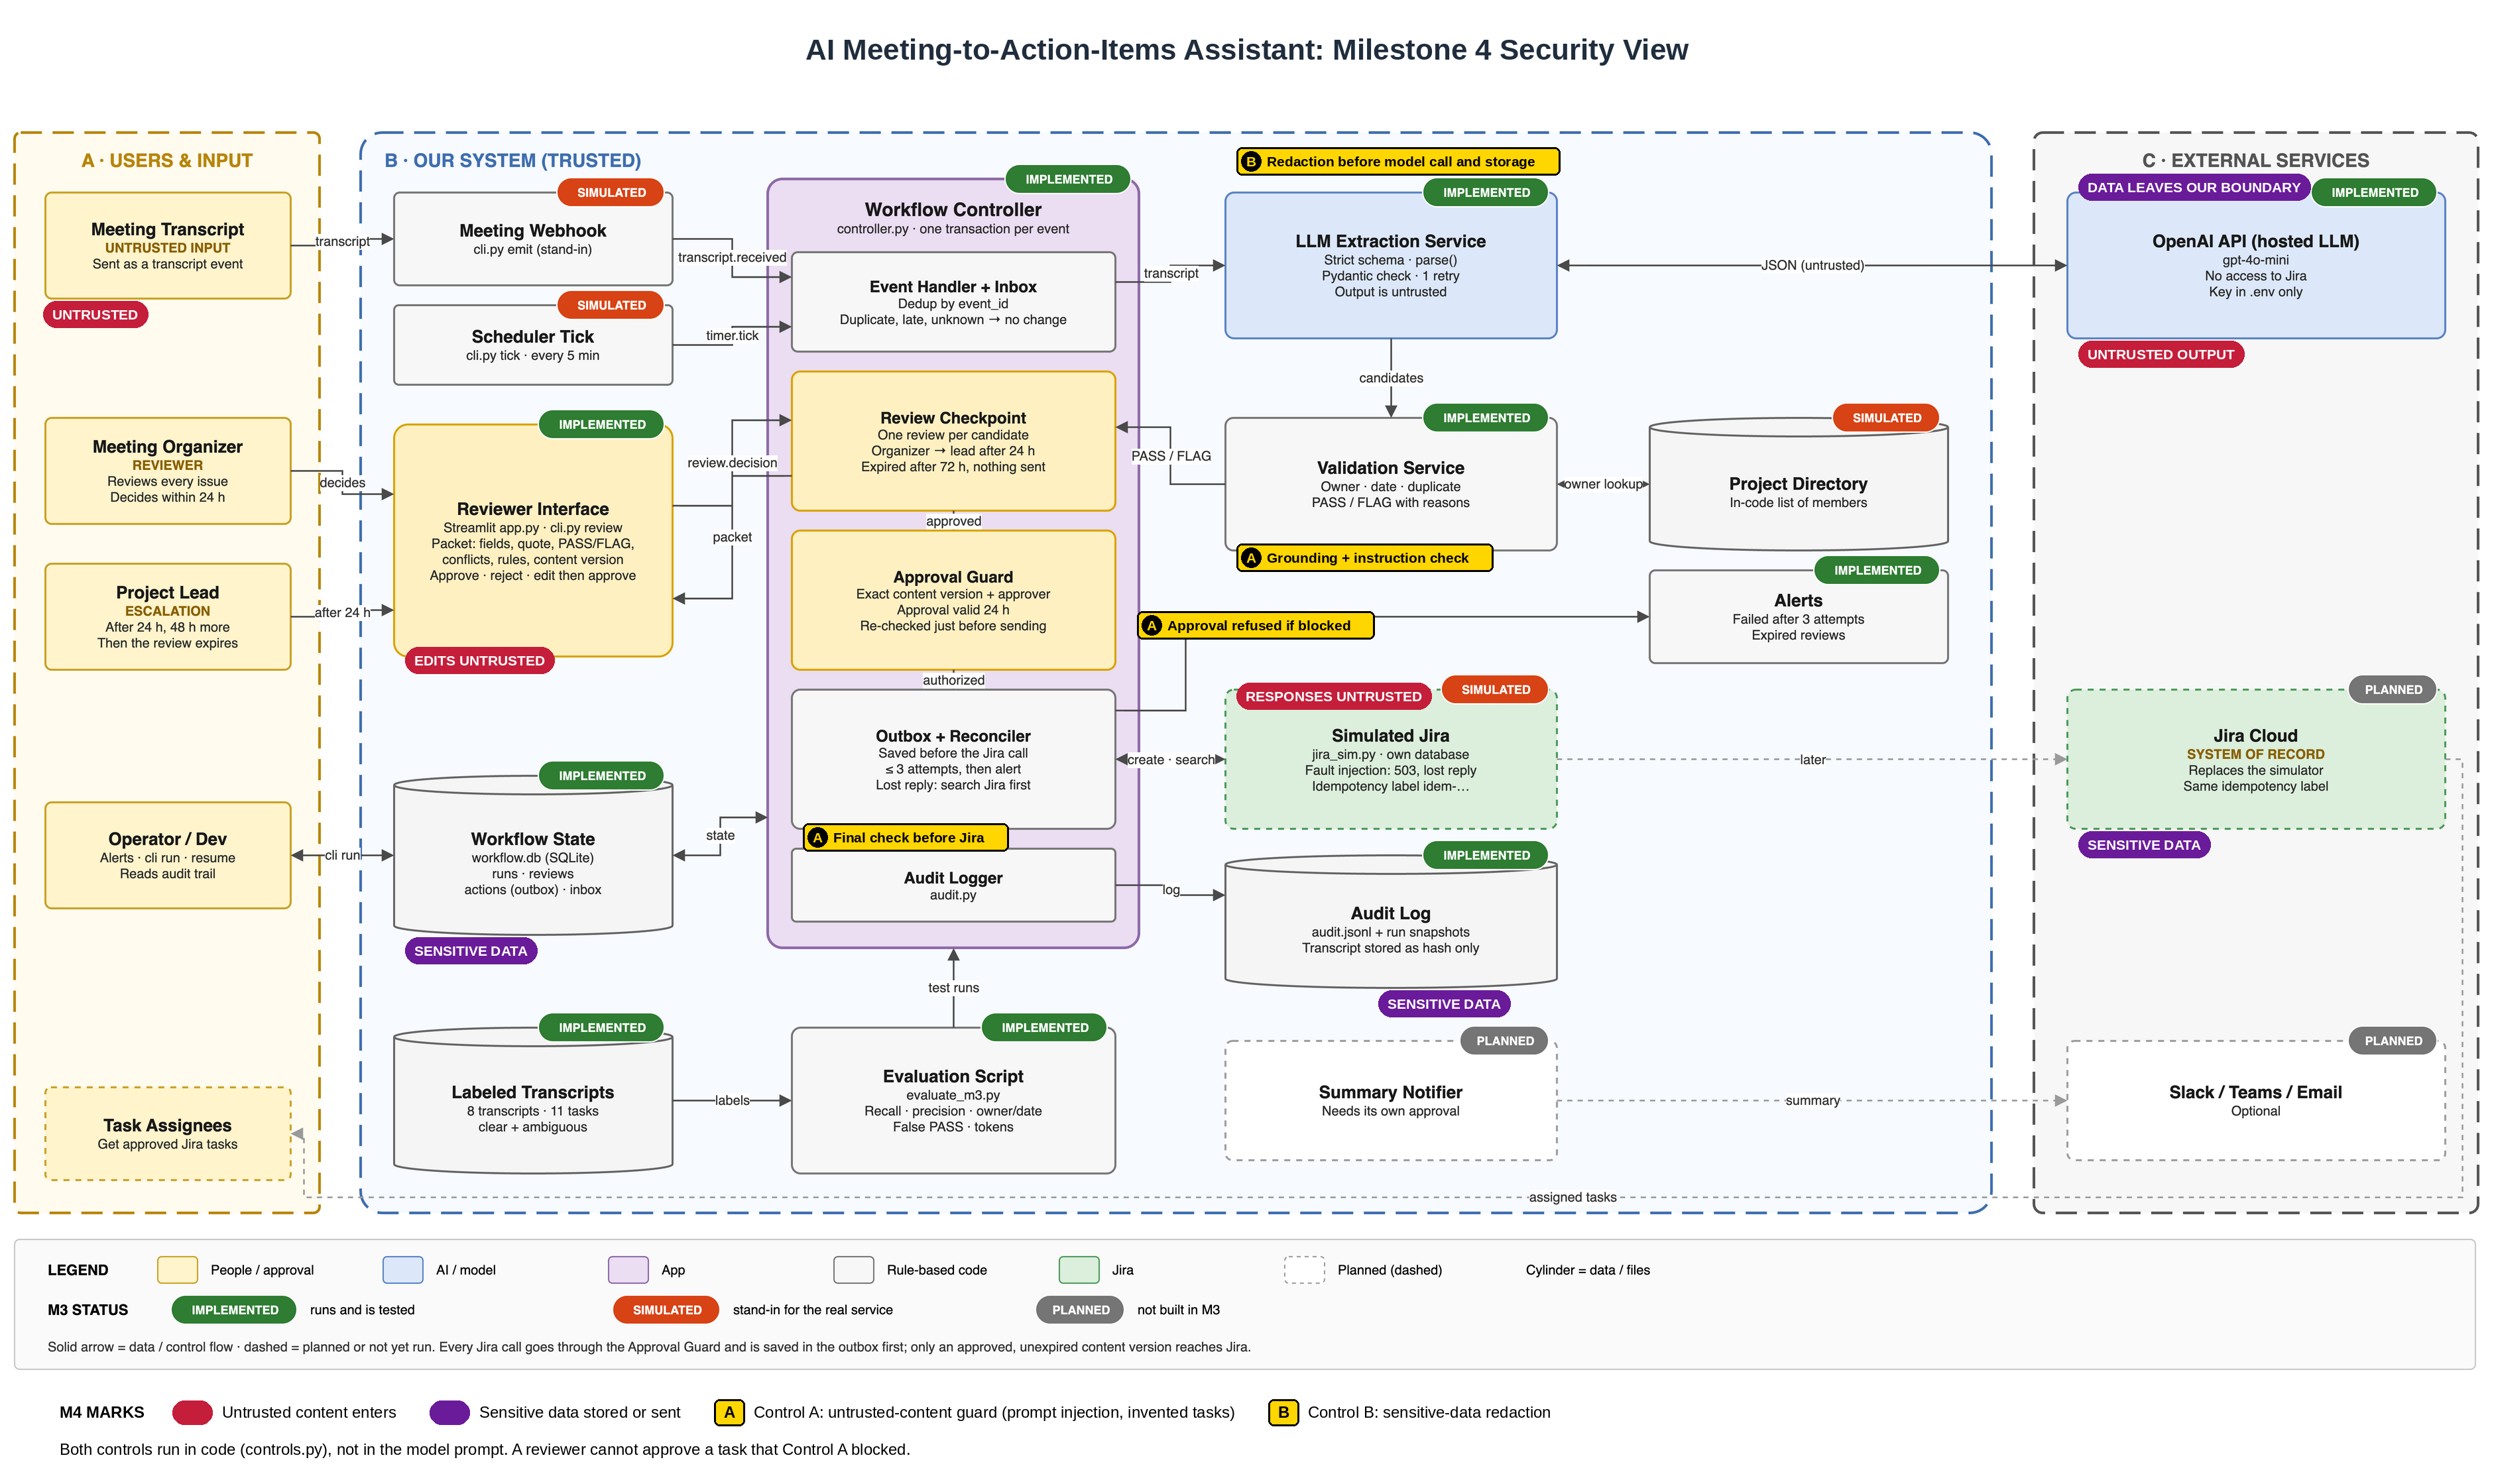 AI Meeting-to-Action-Items Assistant: Milestone 4 Security View
A · USERS & INPUT
Meeting Transcript
UNTRUSTED INPUT
Sent as a transcript event
UNTRUSTED
Meeting Organizer
REVIEWER
Reviews every issue
Decides within 24 h
Project Lead
ESCALATION
After 24 h, 48 h more
Then the review expires
Operator / Dev
Alerts · cli run · resume
Reads audit trail
Task Assignees
Get approved Jira tasks
transcript
decides
after 24 h
cli run
B · OUR SYSTEM (TRUSTED)
SIMULATED
Meeting Webhook
cli.py emit (stand-in)
SIMULATED
Scheduler Tick
cli.py tick · every 5 min
IMPLEMENTED
Reviewer Interface
Streamlit app.py · cli.py review
Packet: fields, quote, PASS/FLAG,
conflicts, rules, content version
Approve · reject · edit then approve
EDITS UNTRUSTED
IMPLEMENTED
Workflow State
workflow.db (SQLite)
runs · reviews
actions (outbox) · inbox
SENSITIVE DATA
IMPLEMENTED
Labeled Transcripts
8 transcripts · 11 tasks
clear + ambiguous
transcript.received
timer.tick
review.decision
packet
state
labels
IMPLEMENTED
Workflow Controller
controller.py · one transaction per event
Event Handler + Inbox
Dedup by event_id
Duplicate, late, unknown → no change
Review Checkpoint
One review per candidate
Organizer → lead after 24 h
Expired after 72 h, nothing sent
approved
Approval Guard
Exact content version + approver
Approval valid 24 h
Re-checked just before sending
authorized
Outbox + Reconciler
Saved before the Jira call
≤ 3 attempts, then alert
Lost reply: search Jira first
A Final check before Jira
Audit Logger
audit.py
test runs
IMPLEMENTED
Evaluation Script
evaluate_m3.py
Recall · precision · owner/date
False PASS · tokens
transcript
PASS / FLAG
create · search
log
B Redaction before model call and storage
IMPLEMENTED
LLM Extraction Service
Strict schema · parse()
Pydantic check · 1 retry
Output is untrusted
candidates
IMPLEMENTED
Validation Service
Owner · date · duplicate
PASS / FLAG with reasons
A Grounding + instruction check
owner lookup
SIMULATED
Project Directory
In-code list of members
A Approval refused if blocked
IMPLEMENTED
Alerts
Failed after 3 attempts
Expired reviews
RESPONSES UNTRUSTED
SIMULATED
Simulated Jira
jira_sim.py · own database
Fault injection: 503, lost reply
Idempotency label idem-…
IMPLEMENTED
Audit Log
audit.jsonl + run snapshots
Transcript stored as hash only
SENSITIVE DATA
PLANNED
Summary Notifier
Needs its own approval
JSON (untrusted)
later
summary
assigned tasks
C · EXTERNAL SERVICES
DATA LEAVES OUR BOUNDARY
IMPLEMENTED
OpenAI API (hosted LLM)
gpt-4o-mini
No access to Jira
Key in .env only
UNTRUSTED OUTPUT
PLANNED
Jira Cloud
SYSTEM OF RECORD
Replaces the simulator
Same idempotency label
SENSITIVE DATA
PLANNED
Slack / Teams / Email
Optional
LEGEND
People / approval
AI / model
App
Rule-based code
Jira
Planned (dashed)
Cylinder = data / files
M3 STATUS
IMPLEMENTED runs and is tested
SIMULATED stand-in for the real service
PLANNED not built in M3
Solid arrow = data / control flow · dashed = planned or not yet run. Every Jira call goes through the Approval Guard and is saved in the outbox first; only an approved, unexpired content version reaches Jira.
M4 MARKS
Untrusted content enters
Sensitive data stored or sent
A Control A: untrusted-content guard (prompt injection, invented tasks)
B Control B: sensitive-data redaction
Both controls run in code (controls.py), not in the model prompt. A reviewer cannot approve a task that Control A blocked.